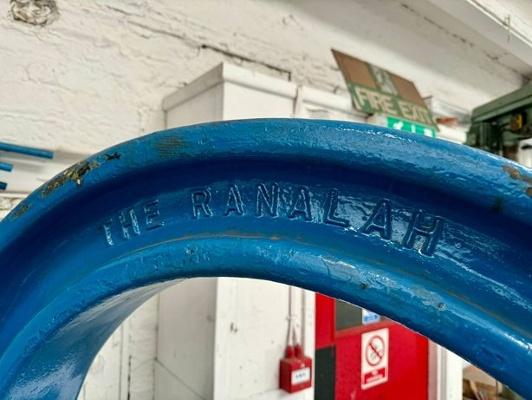 FIRE EXIT
THE RANALAH